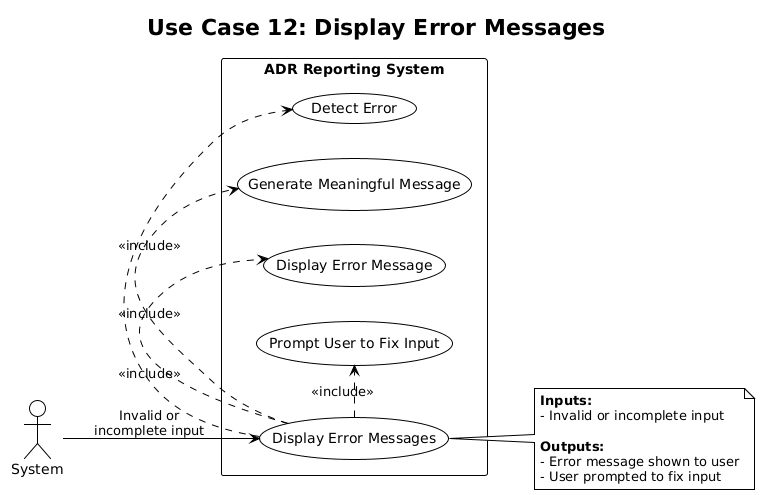 Use Case 12: Display Error Messages
ADR Reporting System
Detect Error
Generate Meaningful Message
«include»
Display Error Message
«include»
Prompt User to Fix Input
«include»
«include»
Invalid or
incomplete input
Display Error Messages
System
Inputs:
- Invalid or incomplete input
Outputs:
- Error message shown to user
- User prompted to fix input